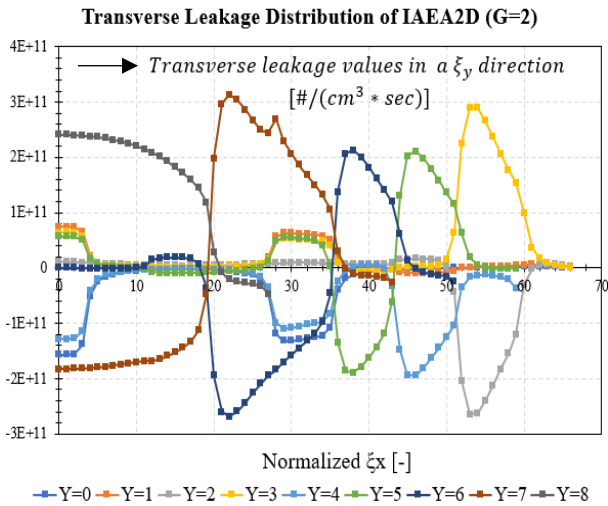 Transverse Leakage Distribution of IAEA2D (G=2)
4E+11
3E+11
2E+11
1E+11
0
-1E+11
-2E+11
-3E+11
Transverse leakage values in a ξy direction
[#/(cm³ * sec)]
0 10 20 30 40 50 60 70
Normalized ξx [-]
Y=0 Y=1 Y=2 Y=3 Y=4 Y=5 Y=6 Y=7 Y=8